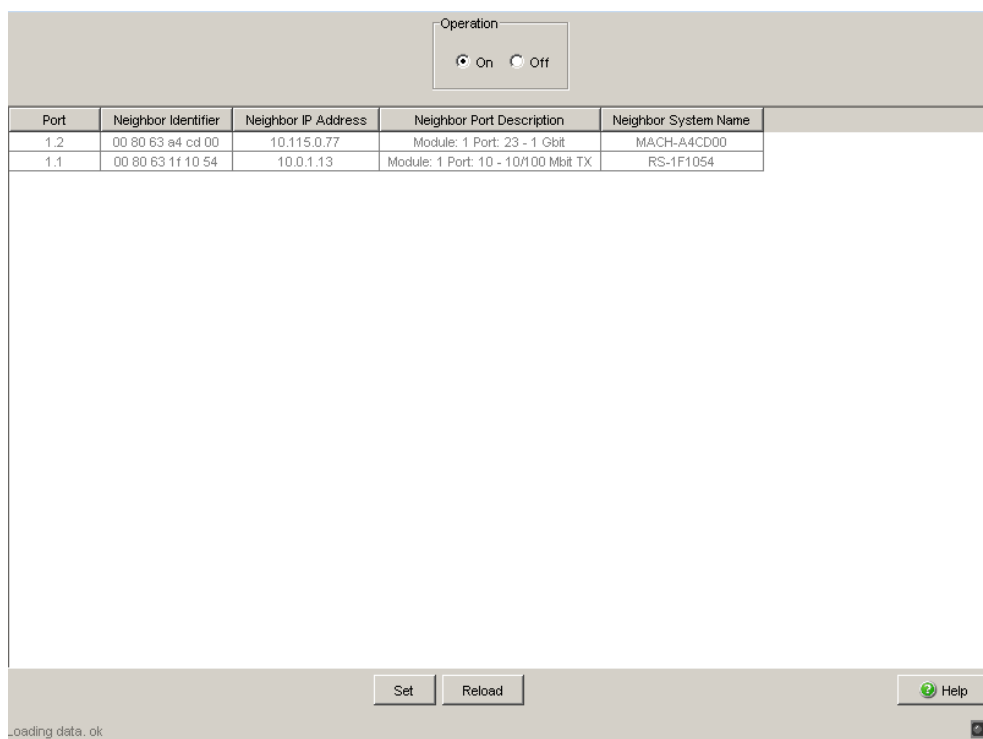 Operation
On Off
Port Neighbor Identifier Neighbor IP Address Neighbor Port Description Neighbor System Name
1.2 00 80 63 a4 cd 00 10.115.0.77 Module: 1 Port: 23 - 1 Gbit MACH-A4CD00
1.1 00 80 63 1f 10 54 10.0.1.13 Module: 1 Port: 10 - 10/100 Mbit TX RS-1F1054
Set Reload Help
Loading data. ok